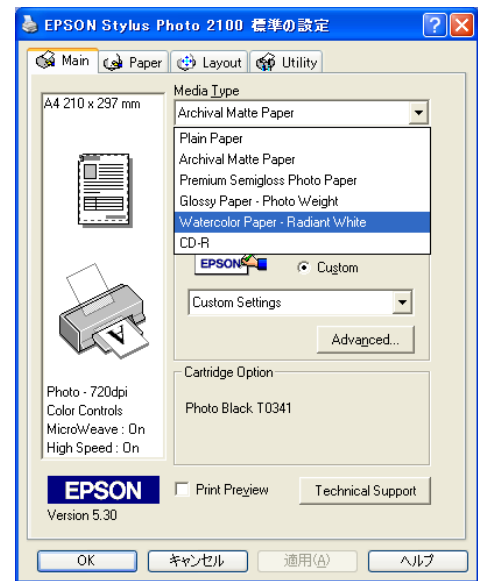 EPSON Stylus Photo 2100 標準の設定
Main
Paper
Layout
Utility
A4 210 x 297 mm
Media Type
Archival Matte Paper
Plain Paper
Archival Matte Paper
Premium Semigloss Photo Paper
Glossy Paper - Photo Weight
Watercolor Paper - Radiant White
CD-R
EPSON
Custom
Custom Settings
Advanced...
Cartridge Option
Photo Black T0341
Photo - 720dpi
Color Controls
MicroWeave : On
High Speed : On
EPSON
Print Preview
Technical Support
Version 5.30
OK
キャンセル
適用(A)
ヘルプ